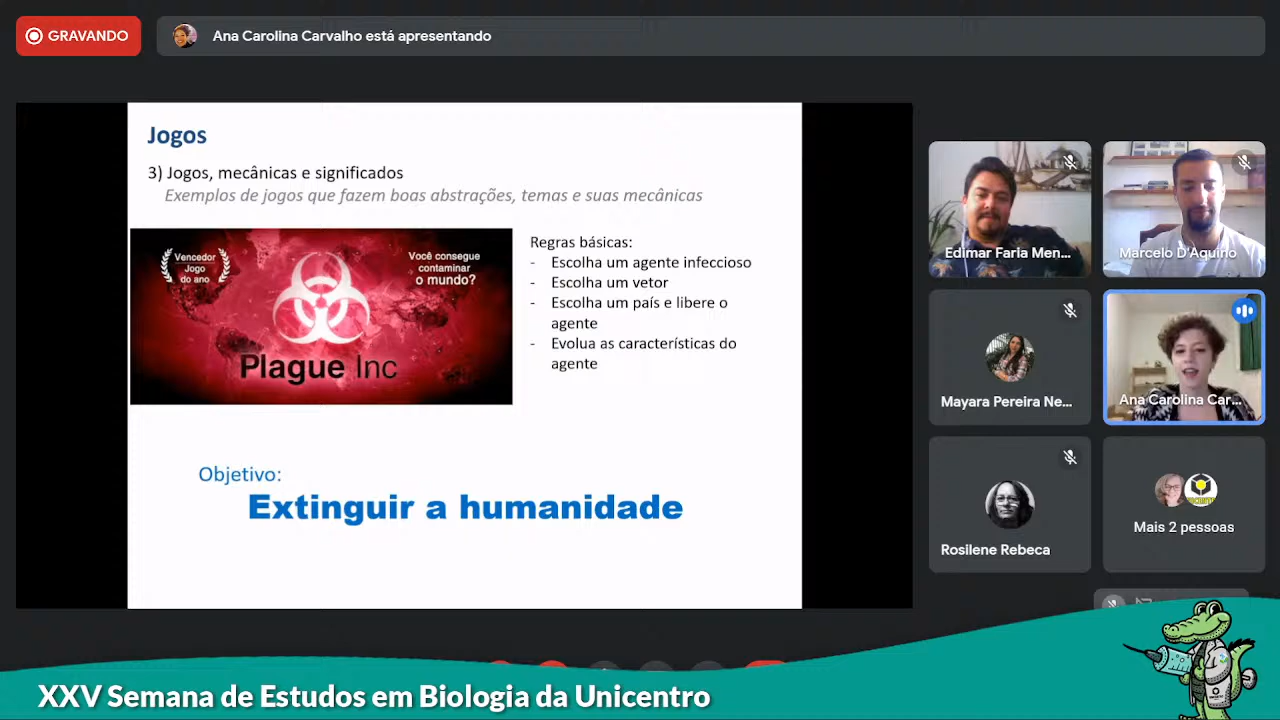 GRAVANDO
Ana Carolina Carvalho está apresentando
Jogos
3) Jogos, mecânicas e significados
Exemplos de jogos que fazem boas abstrações, temas e suas mecânicas
Vencedor
Jogo
do ano
Você consegue
contaminar
o mundo?
Plague Inc
Regras básicas:
- Escolha um agente infeccioso
- Escolha um vetor
- Escolha um país e libere o
agente
- Evolua as características do
agente
Objetivo:
Extinguir a humanidade
Edimar Faria Men...
Marcelo D'Aquino
Mayara Pereira Ne...
Ana Carolina Car...
Rosilene Rebeca
Mais 2 pessoas
XXV Semana de Estudos em Biologia da Unicentro